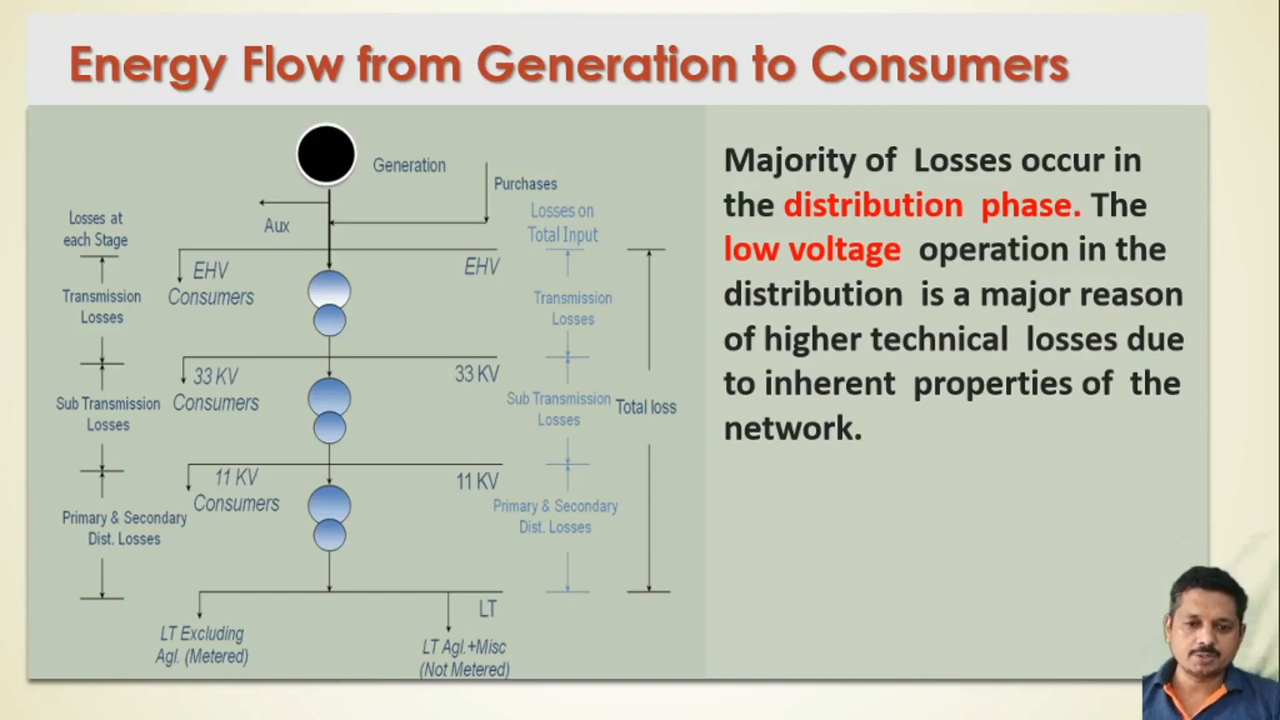 Energy Flow from Generation to Consumers
Generation
Purchases
Aux
Losses at
each Stage
Losses on
Total Input
EHV
Consumers
EHV
Transmission
Losses
Transmission
Losses
33 KV
Consumers
33 KV
Sub Transmission
Losses
Sub Transmission
Losses
Total loss
11 KV
Consumers
11 KV
Primary & Secondary
Dist. Losses
Primary & Secondary
Dist. Losses
LT
LT Excluding
Agl. (Metered)
LT Agl.+Misc
(Not Metered)
Majority of Losses occur in
the distribution phase. The
low voltage operation in the
distribution is a major reason
of higher technical losses due
to inherent properties of the
network.